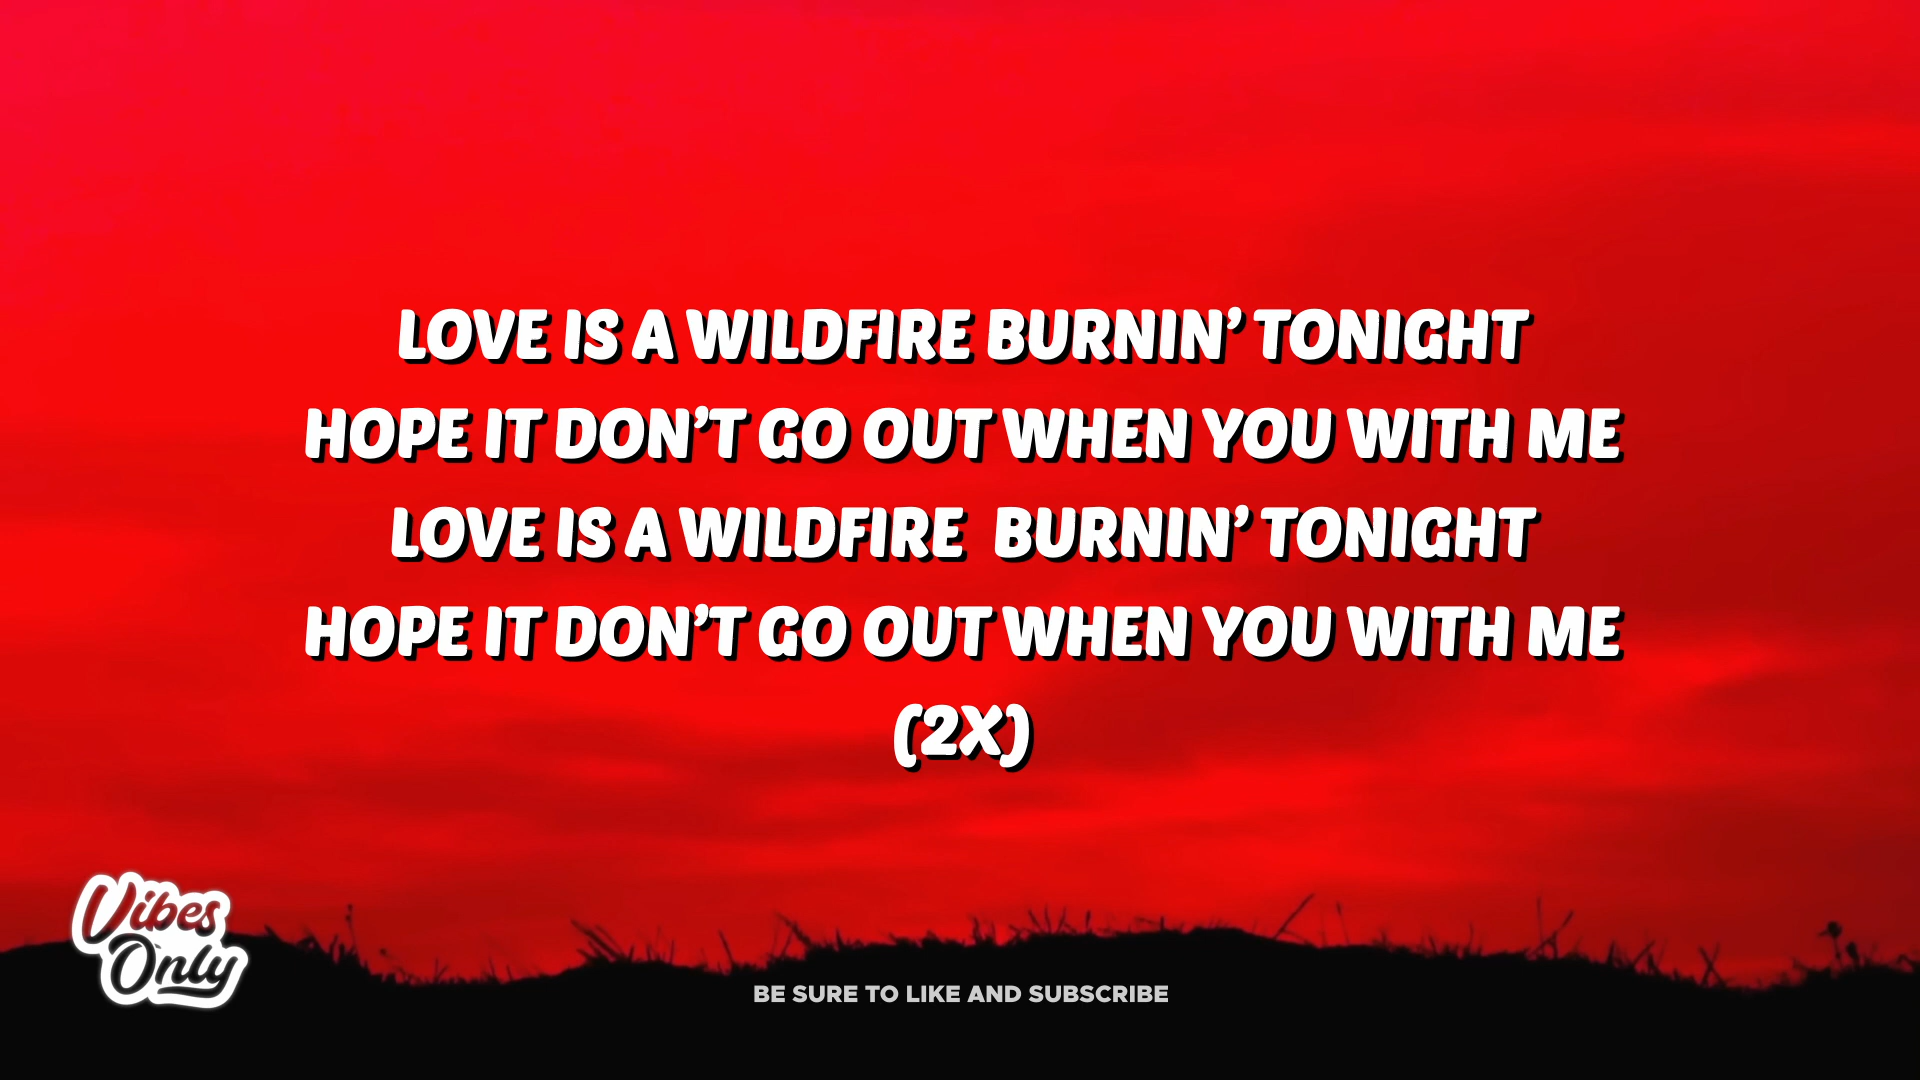 LOVE IS A WILDFIRE BURNIN’ TONIGHT
HOPE IT DON’T GO OUT WHEN YOU WITH ME
LOVE IS A WILDFIRE  BURNIN’ TONIGHT
HOPE IT DON’T GO OUT WHEN YOU WITH ME
(2X)
Vibes
Only
BE SURE TO LIKE AND SUBSCRIBE